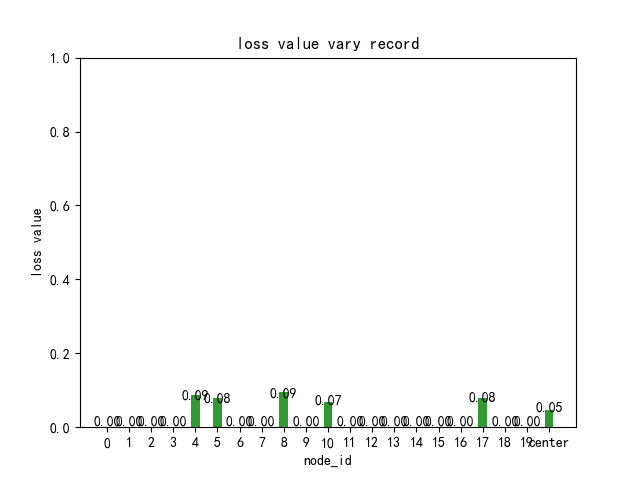 loss value vary record
1.0
0.8
0.6
0.4
0.2
0.0
loss value
0.00 0.00 0.00 0.00 0.09 0.08 0.00 0.00 0.09 0.00 0.07 0.00 0.00 0.00 0.00 0.00 0.00 0.08 0.00 0.00 0.05
0 1 2 3 4 5 6 7 8 9 10 11 12 13 14 15 16 17 18 19 center
node_id